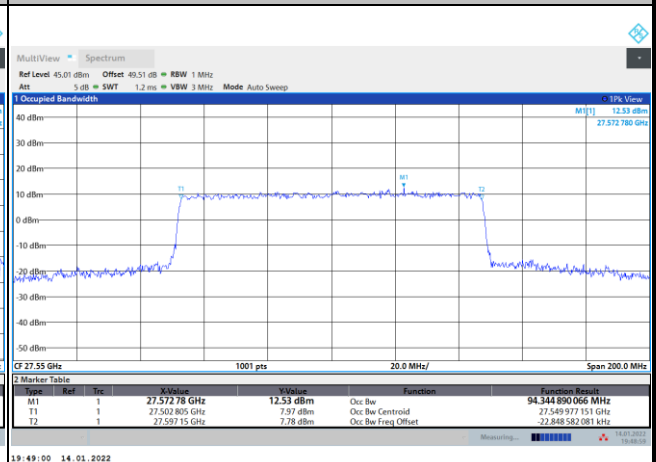 MultiView Spectrum
Ref Level 45.01 dBm Offset 49.51 dB RBW 1 MHz
Att 5 dB SWT 1.2 ms VBW 3 MHz Mode Auto Sweep
1 Occupied Bandwidth 1Pk View
M1[1] 12.53 dBm
27.572 780 GHz
40 dBm
30 dBm
20 dBm
M1
T1 T2
10 dBm
0 dBm
-10 dBm
-20 dBm
-30 dBm
-40 dBm
-50 dBm
CF 27.55 GHz 1001 pts 20.0 MHz/ Span 200.0 MHz
2 Marker Table
Type Ref Trc X-Value Y-Value Function Function Result
M1 1 27.572 78 GHz 12.53 dBm Occ Bw 94.344 890 066 MHz
T1 1 27.502 805 GHz 7.97 dBm Occ Bw Centroid 27.549 977 151 GHz
T2 1 27.597 15 GHz 7.78 dBm Occ Bw Freq Offset -22.848 582 081 kHz
Measuring... 14.01.2022
19:48:59
19:49:00 14.01.2022